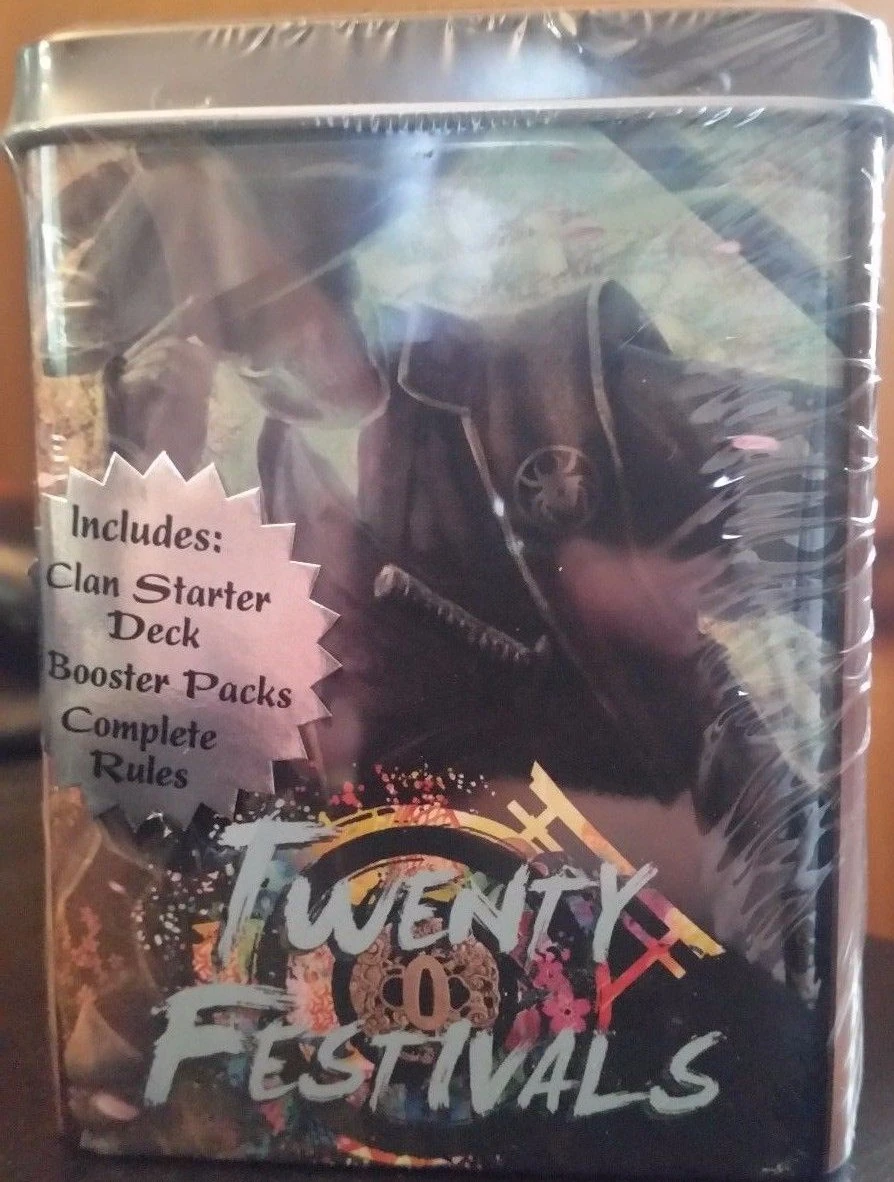 Includes:
Clan Starter
Deck
Booster Packs
Complete
Rules
Twenty
Festivals